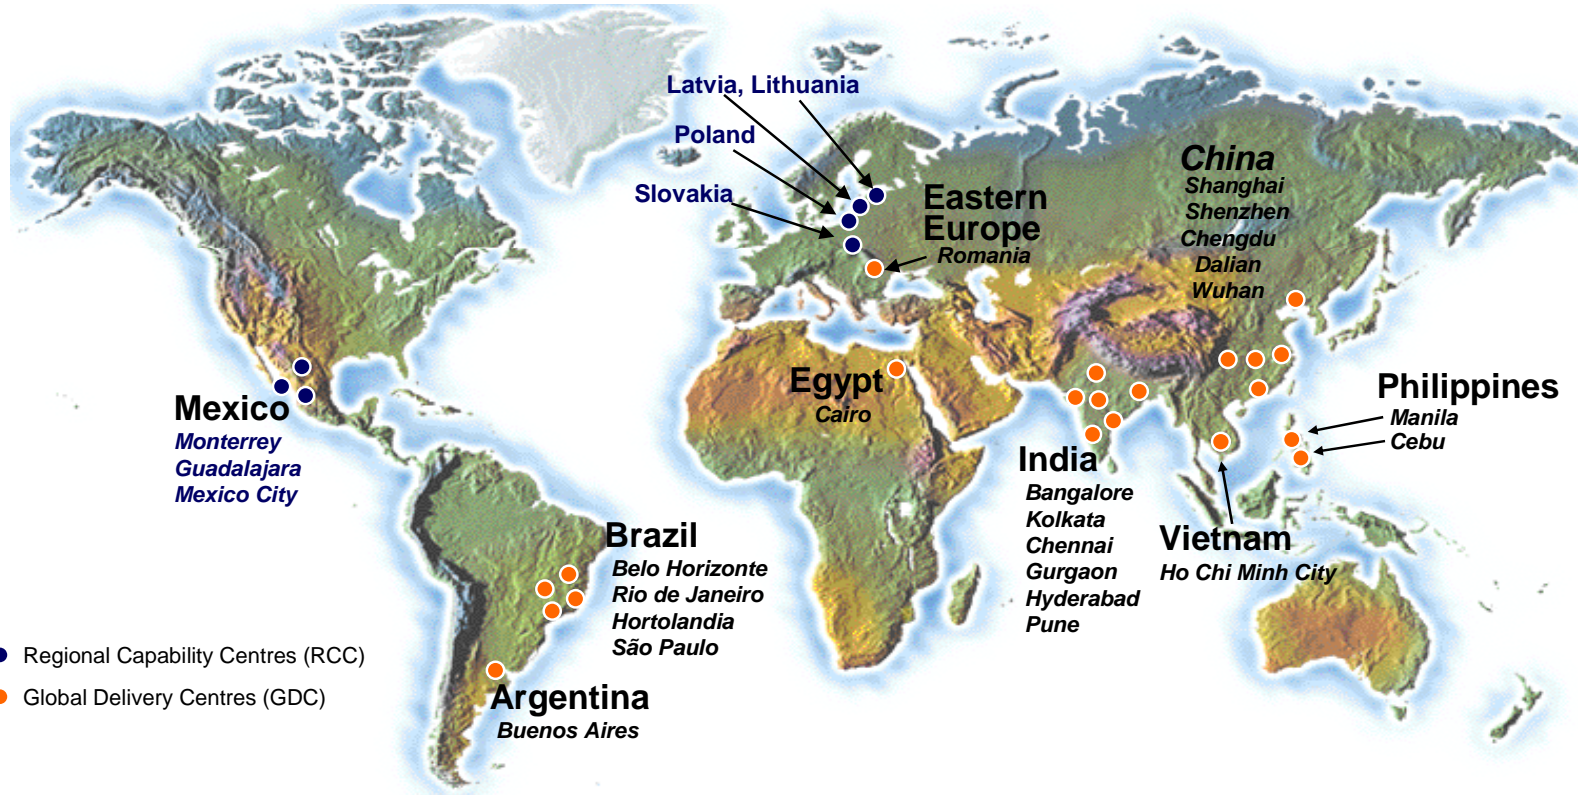 Latvia, Lithuania
Poland
Slovakia
Eastern
Europe
Romania
China
Shanghai
Shenzhen
Chengdu
Dalian
Wuhan
Mexico
Monterrey
Guadalajara
Mexico City
Egypt
Cairo
Philippines
Manila
Cebu
India
Bangalore
Kolkata
Chennai
Gurgaon
Hyderabad
Pune
Vietnam
Ho Chi Minh City
Brazil
Belo Horizonte
Rio de Janeiro
Hortolandia
São Paulo
Argentina
Buenos Aires
Regional Capability Centres (RCC)
Global Delivery Centres (GDC)